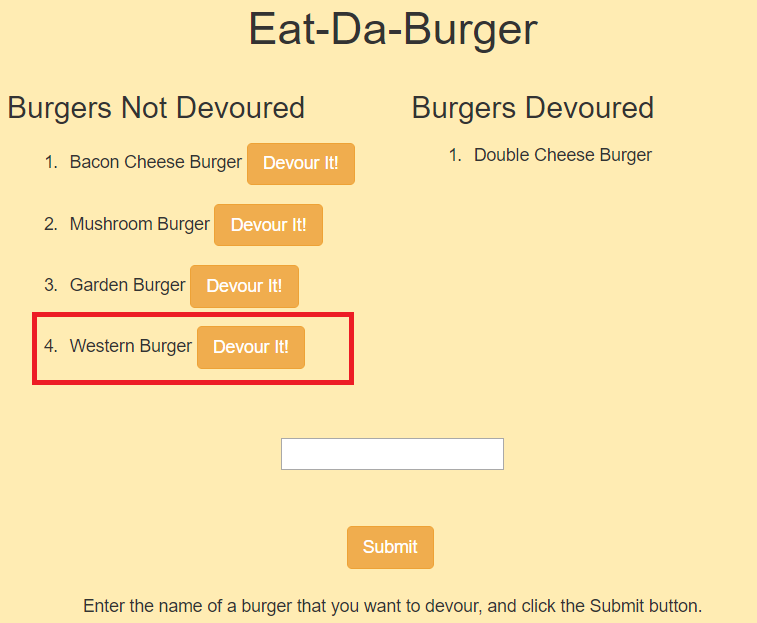 Eat-Da-Burger
Burgers Not Devoured
1. Bacon Cheese Burger Devour It!
2. Mushroom Burger Devour It!
3. Garden Burger Devour It!
4. Western Burger Devour It!
Burgers Devoured
1. Double Cheese Burger
Submit
Enter the name of a burger that you want to devour, and click the Submit button.